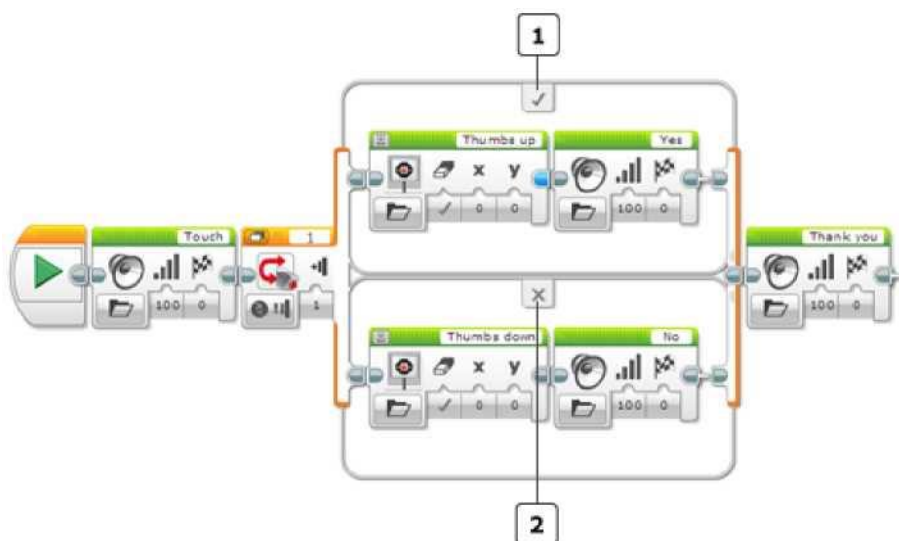 1
Thumbs up Yes
x y
0 0 100 0
Touch 1 Thank you
100 0 1 100 0
Thumbs down No
x y
0 0 100 0
2